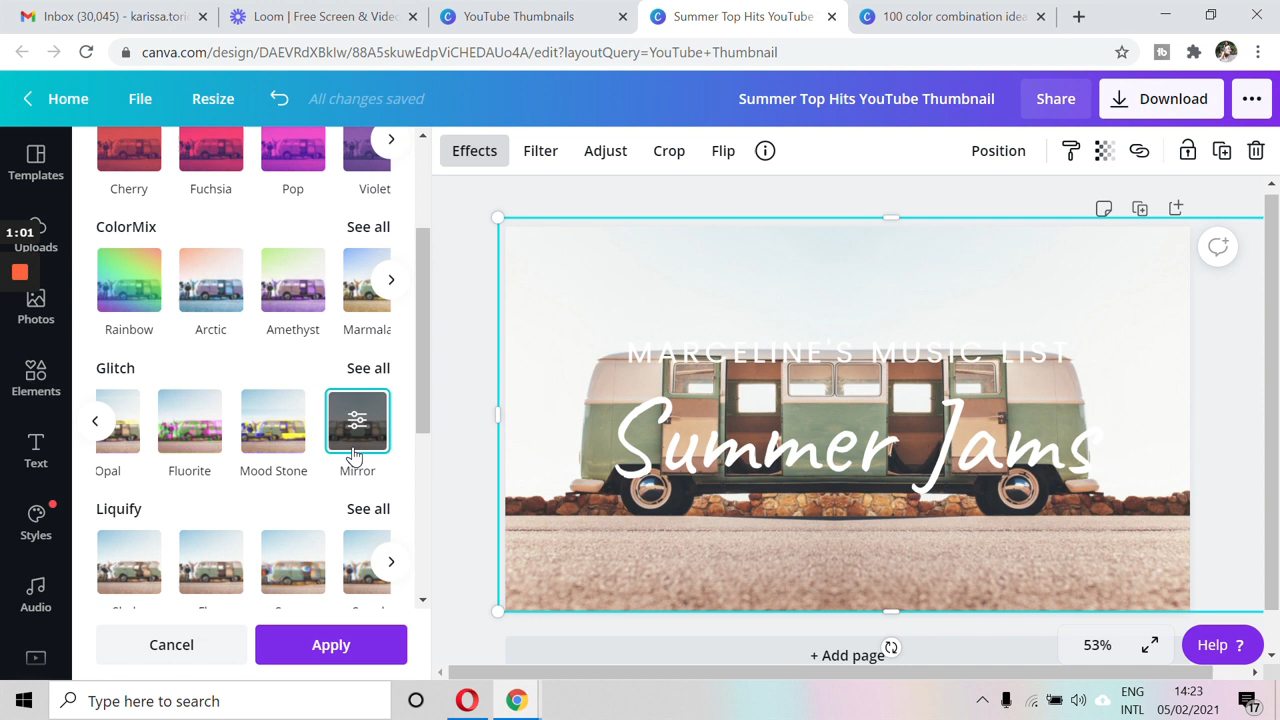 Inbox (30,045) - karissa.tori
Loom | Free Screen & Video
YouTube Thumbnails
Summer Top Hits YouTube
100 color combination idea
canva.com/design/DAEVRdXBkIw/88A5skuwEdpViCHEDAUo4A/edit?layoutQuery=YouTube+Thumbnail
Home
File
Resize
All changes saved
Summer Top Hits YouTube Thumbnail
Share
Download
Templates
Uploads
Photos
Elements
Text
Styles
Audio
1:01
Cherry
Fuchsia
Pop
Violet
ColorMix
See all
Rainbow
Arctic
Amethyst
Marmala
Glitch
See all
Opal
Fluorite
Mood Stone
Mirror
Liquify
See all
Cancel
Apply
Effects
Filter
Adjust
Crop
Flip
Position
MARCELINE'S MUSIC LIST
Summer Jams
+ Add page
53%
Help ?
Type here to search
ENG
INTL
14:23
05/02/2021
17